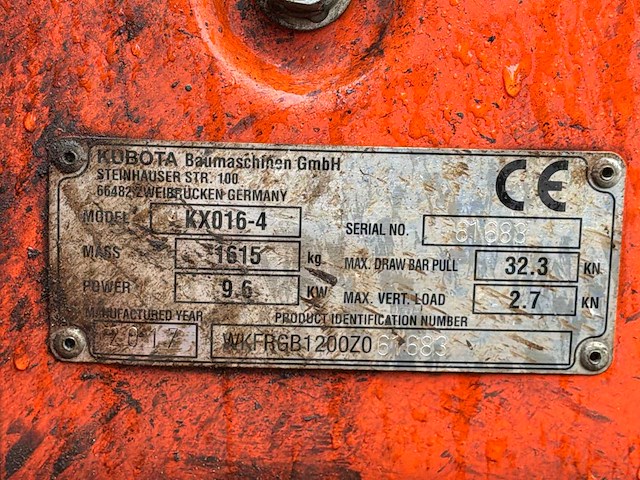 KUBOTA Baumaschinen GmbH
STEINHAUSER STR. 100
66482 ZWEIBRÜCKEN GERMANY
CE
MODEL KX016-4
SERIAL NO.
MASS 1615 kg
MAX. DRAW BAR PULL 32.3 KN
POWER 9.6 KW
MAX. VERT. LOAD 2.7 KN
MANUFACTURED YEAR
PRODUCT IDENTIFICATION NUMBER
2017